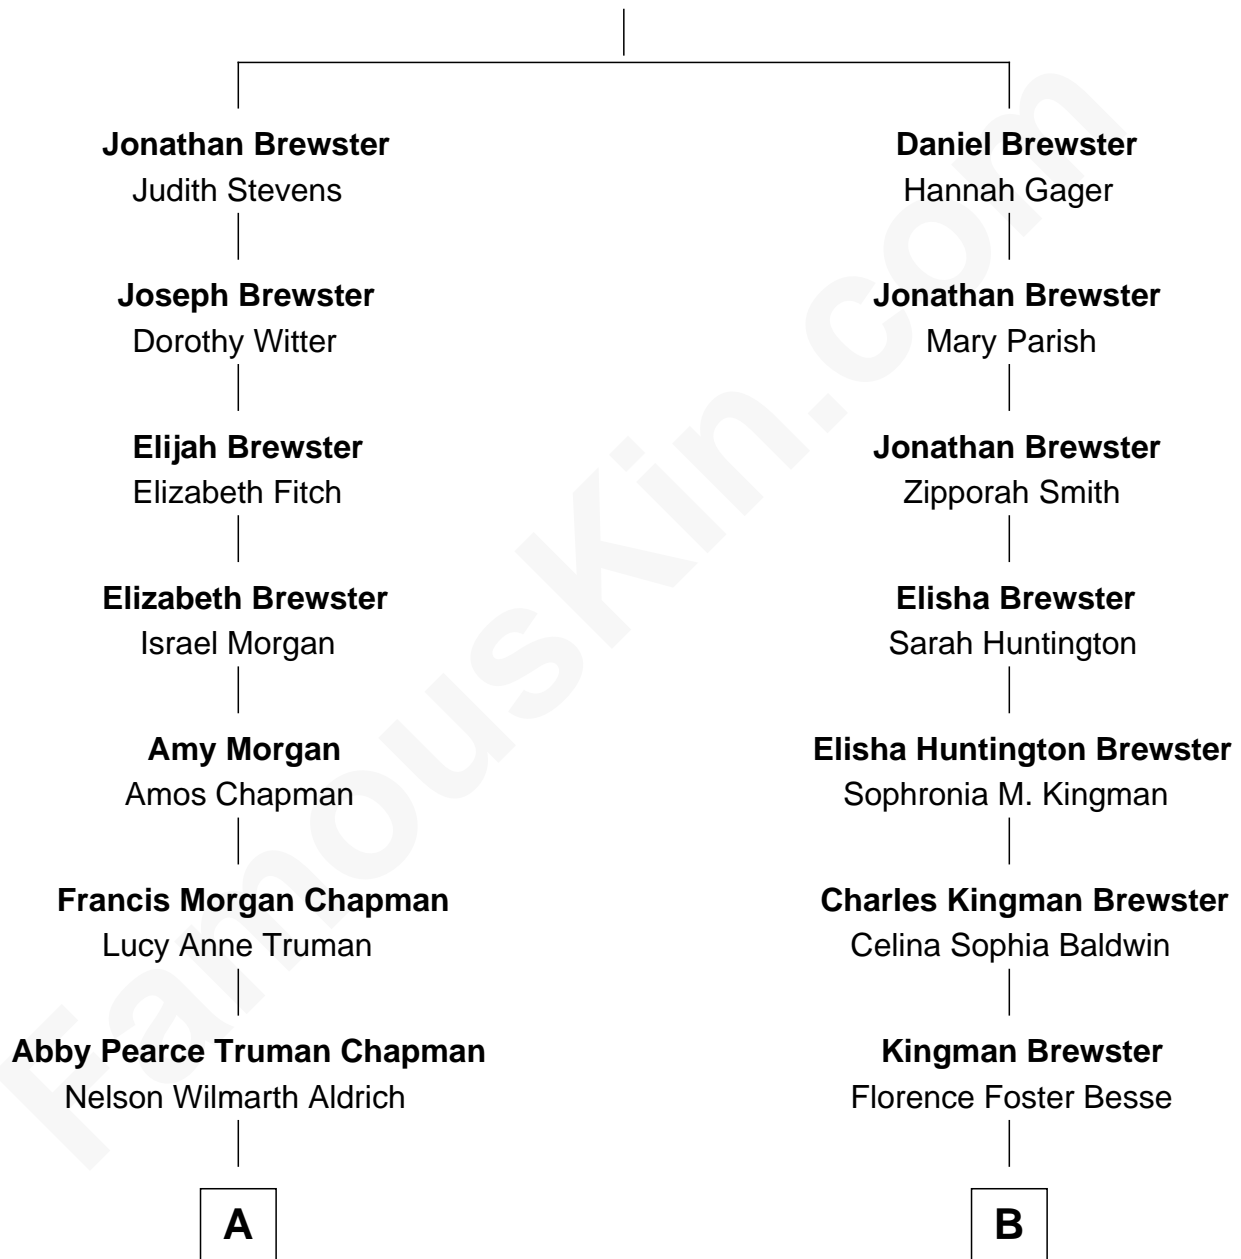 Jonathan Brewster
Judith Stevens
Daniel Brewster
Hannah Gager
Joseph Brewster
Dorothy Witter
Jonathan Brewster
Mary Parish
Elijah Brewster
Elizabeth Fitch
Jonathan Brewster
Zipporah Smith
Elizabeth Brewster
Israel Morgan
Elisha Brewster
Sarah Huntington
Amy Morgan
Amos Chapman
Elisha Huntington Brewster
Sophronia M. Kingman
Francis Morgan Chapman
Lucy Anne Truman
Charles Kingman Brewster
Celina Sophia Baldwin
Abby Pearce Truman Chapman
Nelson Wilmarth Aldrich
Kingman Brewster
Florence Foster Besse
A
B
FamousKin.com